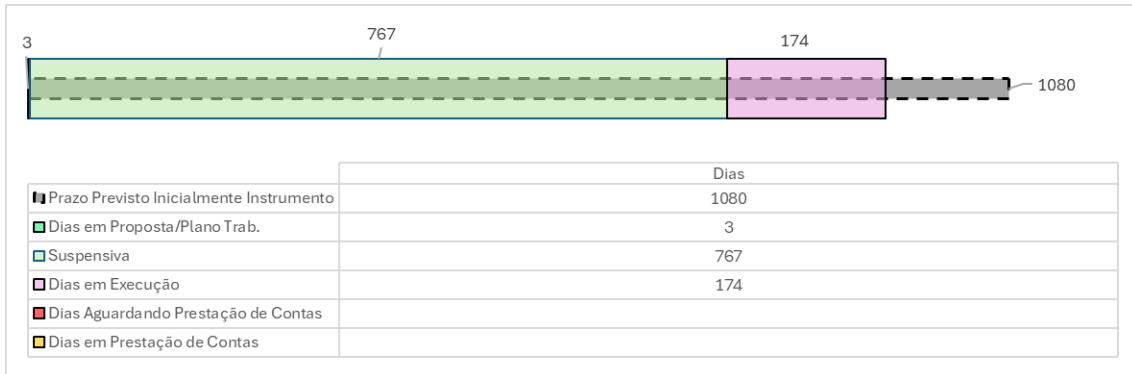 3
767
174
1080
Dias
Prazo Previsto Inicialmente Instrumento 1080
Dias em Proposta/Plano Trab. 3
Suspensiva 767
Dias em Execução 174
Dias Aguardando Prestação de Contas
Dias em Prestação de Contas